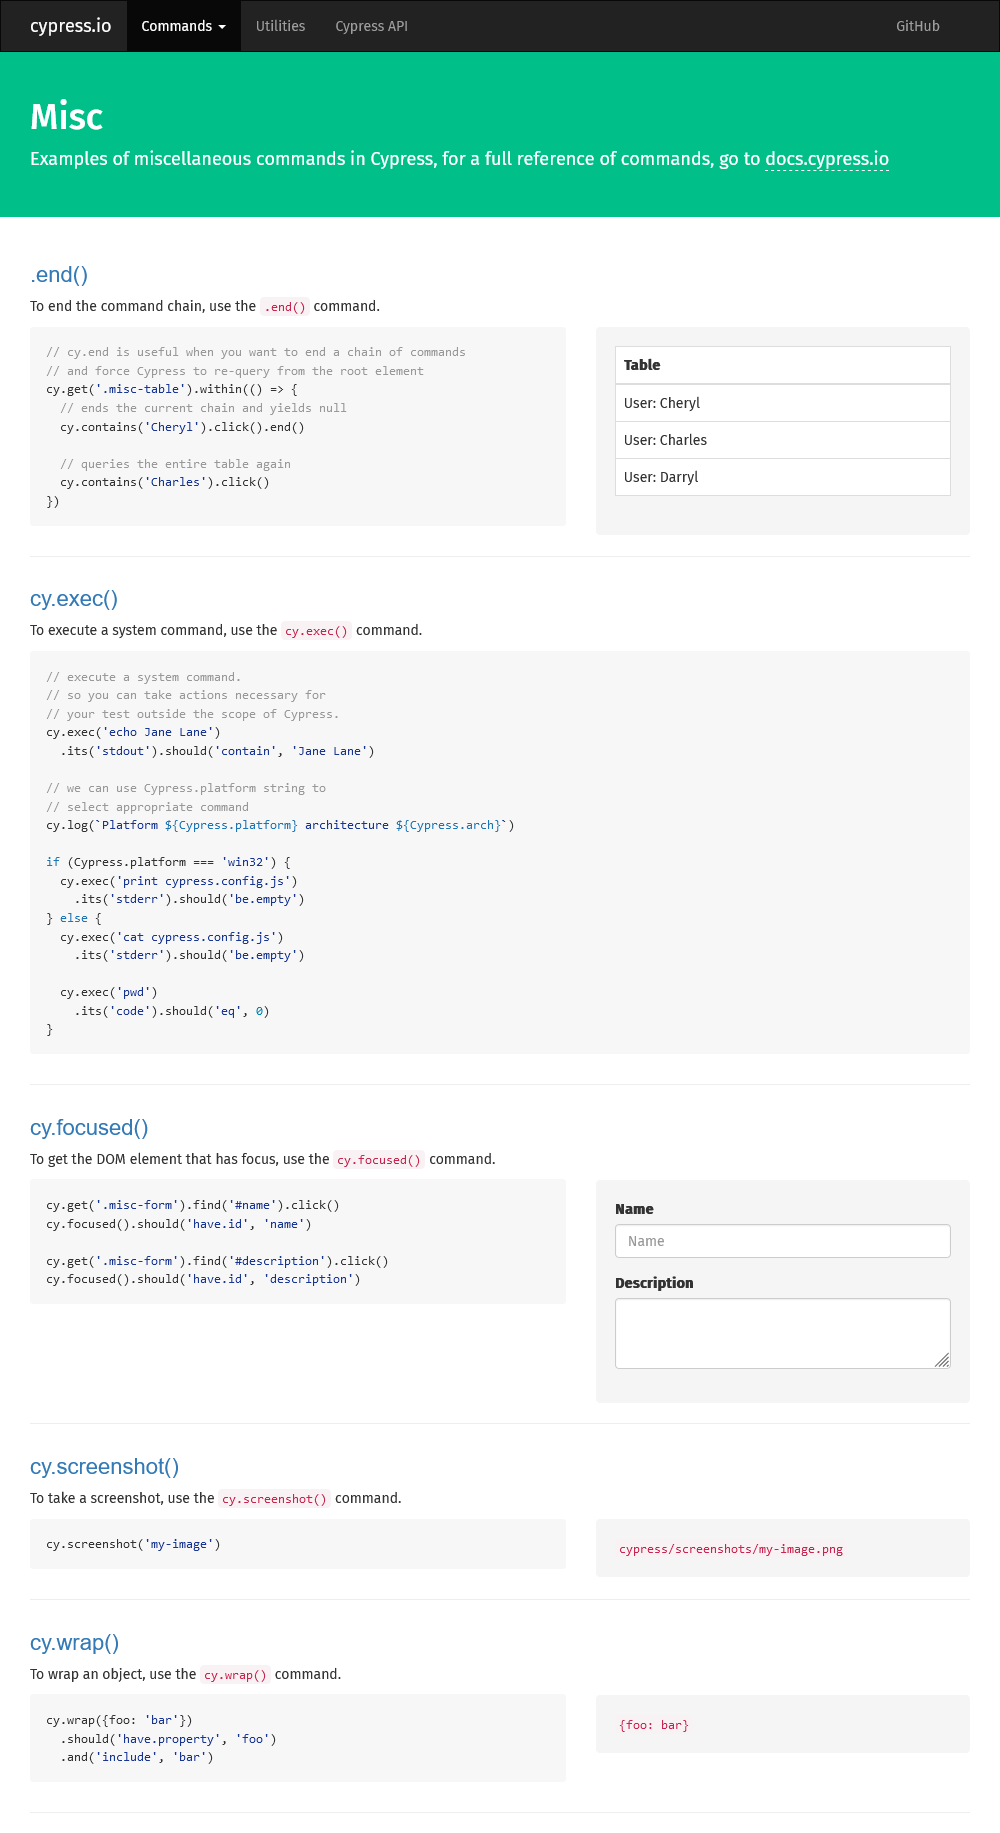 cypress.io
Commands
Utilities
Cypress API
GitHub
Misc
Examples of miscellaneous commands in Cypress, for a full reference of commands, go to docs.cypress.io
.end()
To end the command chain, use the .end() command.
// cy.end is useful when you want to end a chain of commands
// and force Cypress to re-query from the root element
cy.get('.misc-table').within(() => {
  // ends the current chain and yields null
  cy.contains('Cheryl').click().end()

  // queries the entire table again
  cy.contains('Charles').click()
})
Table
User: Cheryl
User: Charles
User: Darryl
cy.exec()
To execute a system command, use the cy.exec() command.
// execute a system command.
// so you can take actions necessary for
// your test outside the scope of Cypress.
cy.exec('echo Jane Lane')
  .its('stdout').should('contain', 'Jane Lane')

// we can use Cypress.platform string to
// select appropriate command
cy.log(`Platform ${Cypress.platform} architecture ${Cypress.arch}`)

if (Cypress.platform === 'win32') {
  cy.exec('print cypress.config.js')
    .its('stderr').should('be.empty')
} else {
  cy.exec('cat cypress.config.js')
    .its('stderr').should('be.empty')

  cy.exec('pwd')
    .its('code').should('eq', 0)
}
cy.focused()
To get the DOM element that has focus, use the cy.focused() command.
cy.get('.misc-form').find('#name').click()
cy.focused().should('have.id', 'name')

cy.get('.misc-form').find('#description').click()
cy.focused().should('have.id', 'description')
Name
Name
Description
cy.screenshot()
To take a screenshot, use the cy.screenshot() command.
cy.screenshot('my-image')
cypress/screenshots/my-image.png
cy.wrap()
To wrap an object, use the cy.wrap() command.
cy.wrap({foo: 'bar'})
  .should('have.property', 'foo')
  .and('include', 'bar')
{foo: bar}